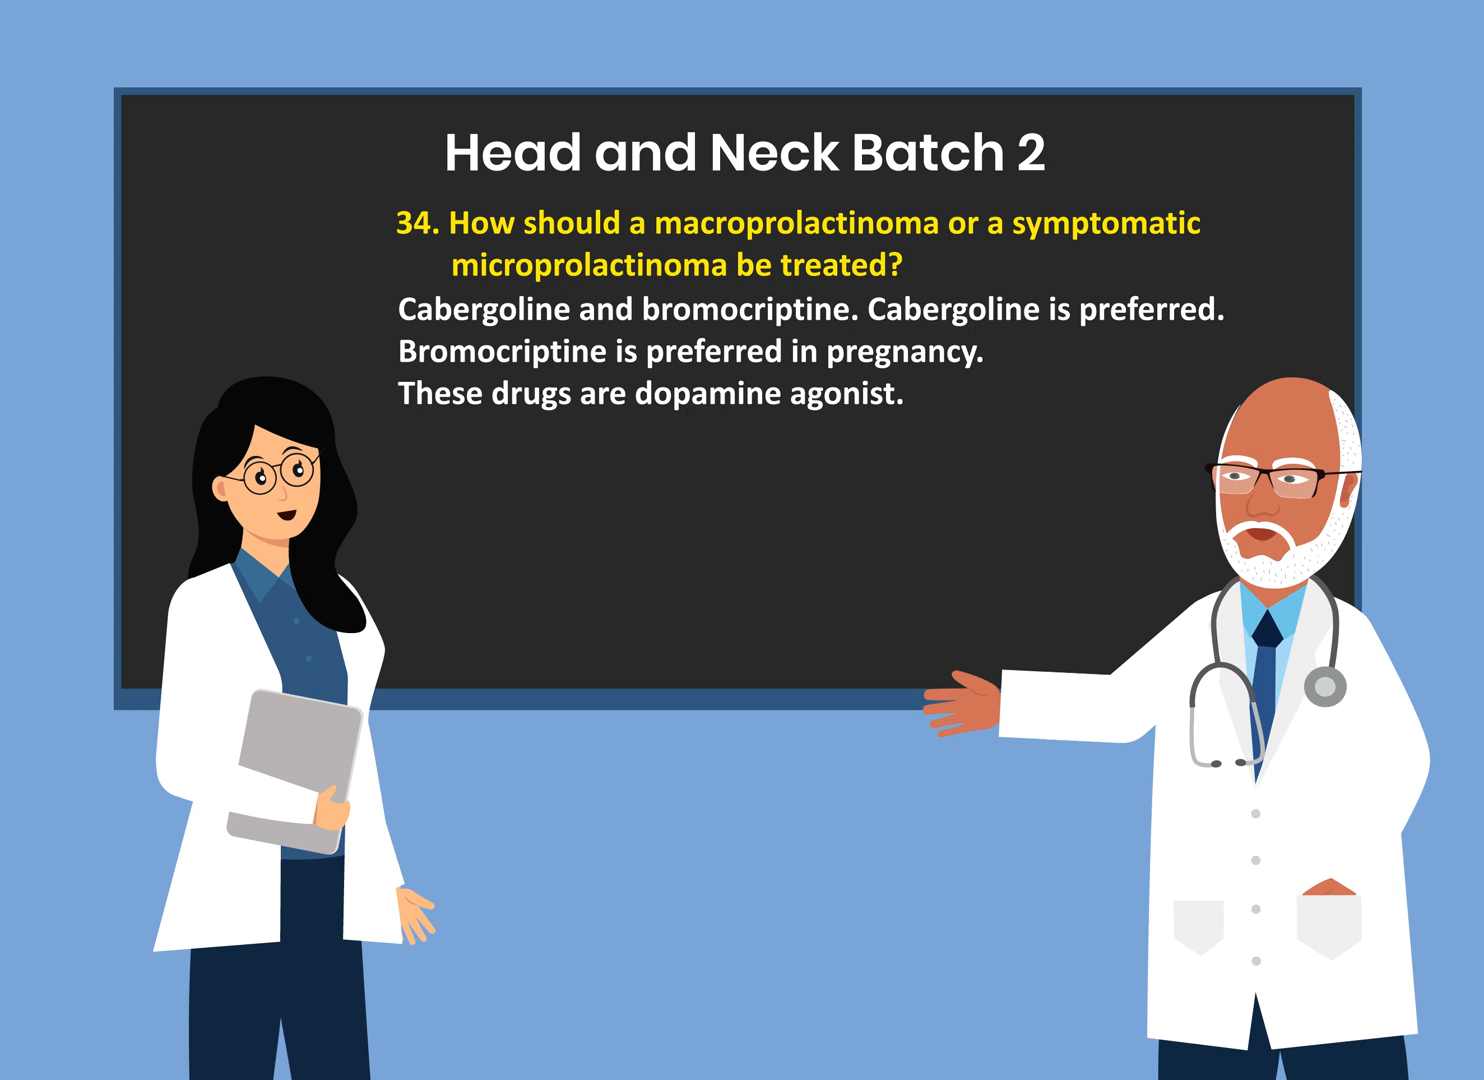 Head and Neck Batch 2
34. How should a macroprolactinoma or a symptomatic
microprolactinoma be treated?
Cabergoline and bromocriptine. Cabergoline is preferred.
Bromocriptine is preferred in pregnancy.
These drugs are dopamine agonist.